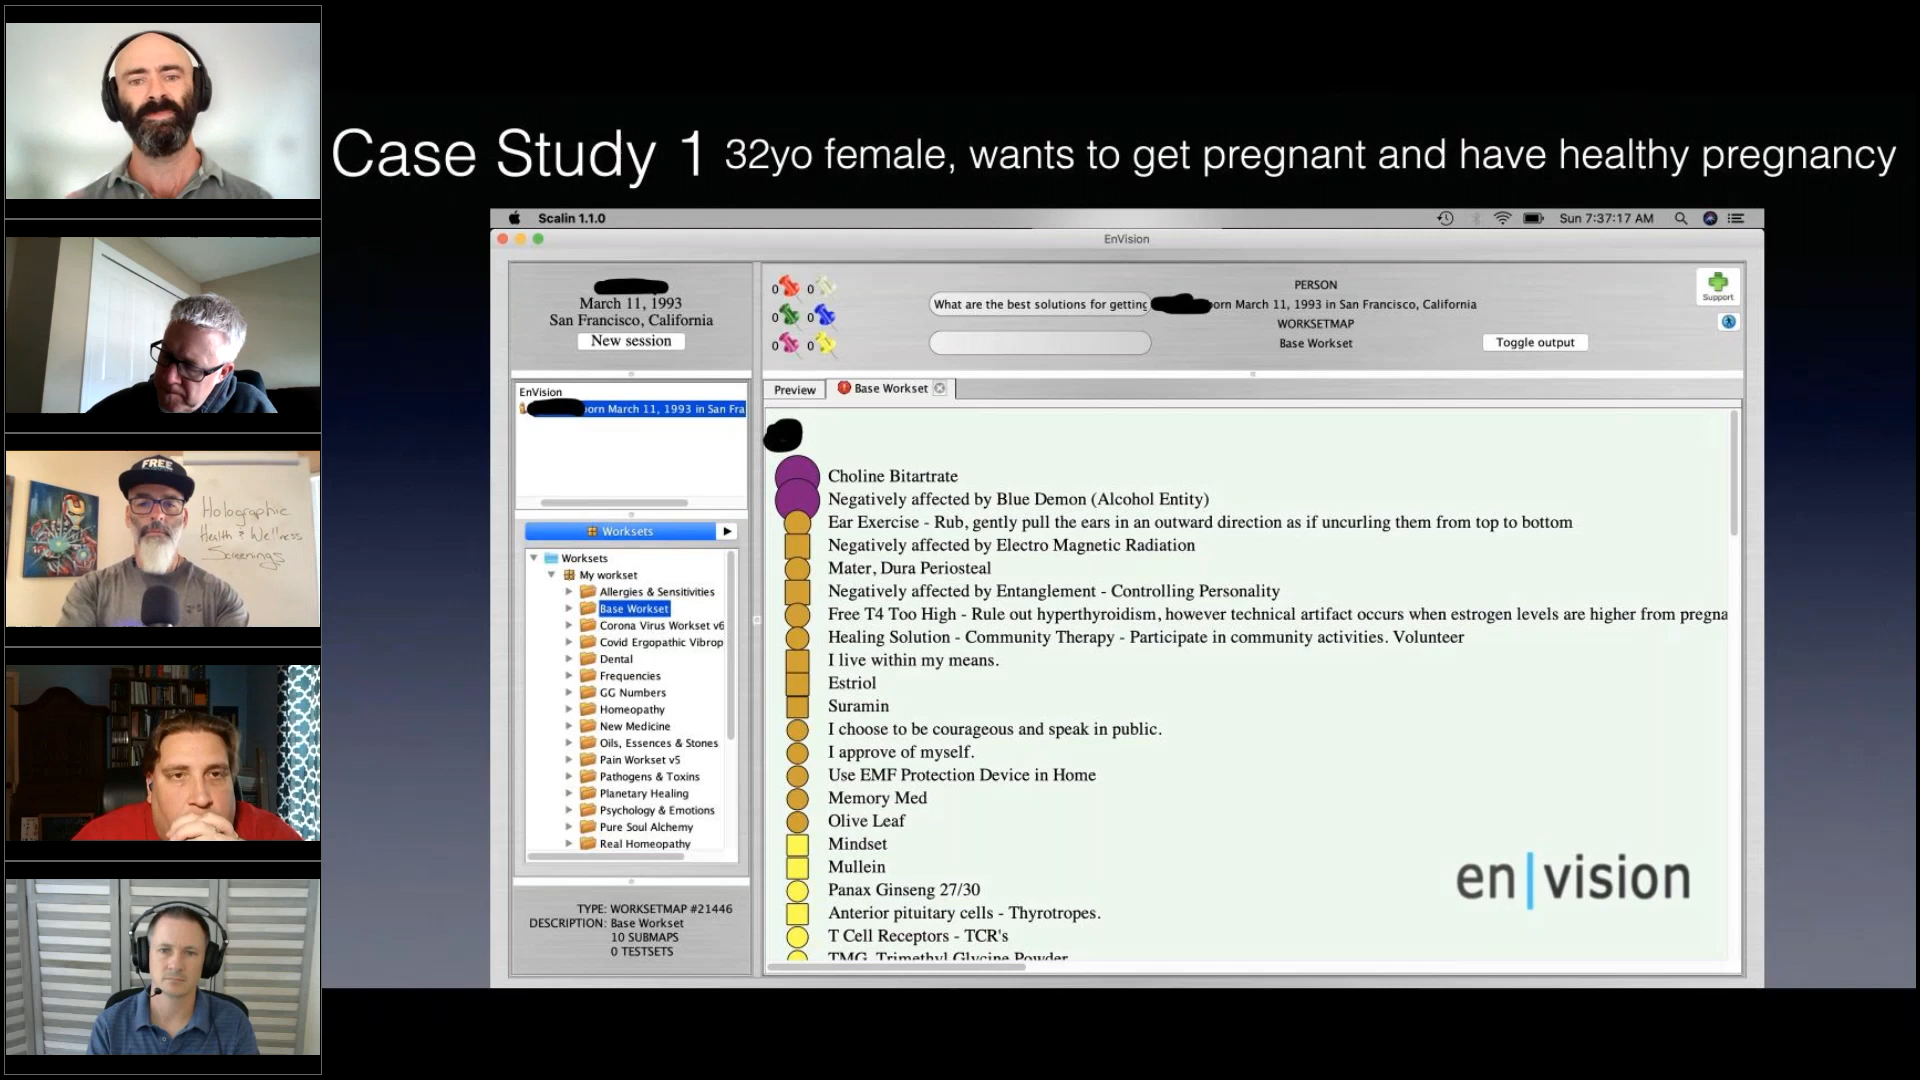 FREE
Holographic
Health & Wellness
Screenings
Case Study 1 32yo female, wants to get pregnant and have healthy pregnancy
Scalin 1.1.0
Sun 7:37:17 AM
EnVision
March 11, 1993
San Francisco, California
New session
0 0
0 0
0 0
What are the best solutions for getting
PERSON
orn March 11, 1993 in San Francisco, California
WORKSETMAP
Base Workset
Toggle output
Support
EnVision
orn March 11, 1993 in San Fra
Worksets
Worksets
My workset
Allergies & Sensitivities
Base Workset
Corona Virus Workset v6
Covid Ergopathic Vibrop
Dental
Frequencies
GG Numbers
Homeopathy
New Medicine
Oils, Essences & Stones
Pain Workset v5
Pathogens & Toxins
Planetary Healing
Psychology & Emotions
Pure Soul Alchemy
Real Homeopathy
TYPE: WORKSETMAP #21446
DESCRIPTION: Base Workset
10 SUBMAPS
0 TESTSETS
Preview
Base Workset
Choline Bitartrate
Negatively affected by Blue Demon (Alcohol Entity)
Ear Exercise - Rub, gently pull the ears in an outward direction as if uncurling them from top to bottom
Negatively affected by Electro Magnetic Radiation
Mater, Dura Periosteal
Negatively affected by Entanglement - Controlling Personality
Free T4 Too High - Rule out hyperthyroidism, however technical artifact occurs when estrogen levels are higher from pregna
Healing Solution - Community Therapy - Participate in community activities. Volunteer
I live within my means.
Estriol
Suramin
I choose to be courageous and speak in public.
I approve of myself.
Use EMF Protection Device in Home
Memory Med
Olive Leaf
Mindset
Mullein
Panax Ginseng 27/30
Anterior pituitary cells - Thyrotropes.
T Cell Receptors - TCR's
TMG, Trimethyl Glycine Powder
en|vision